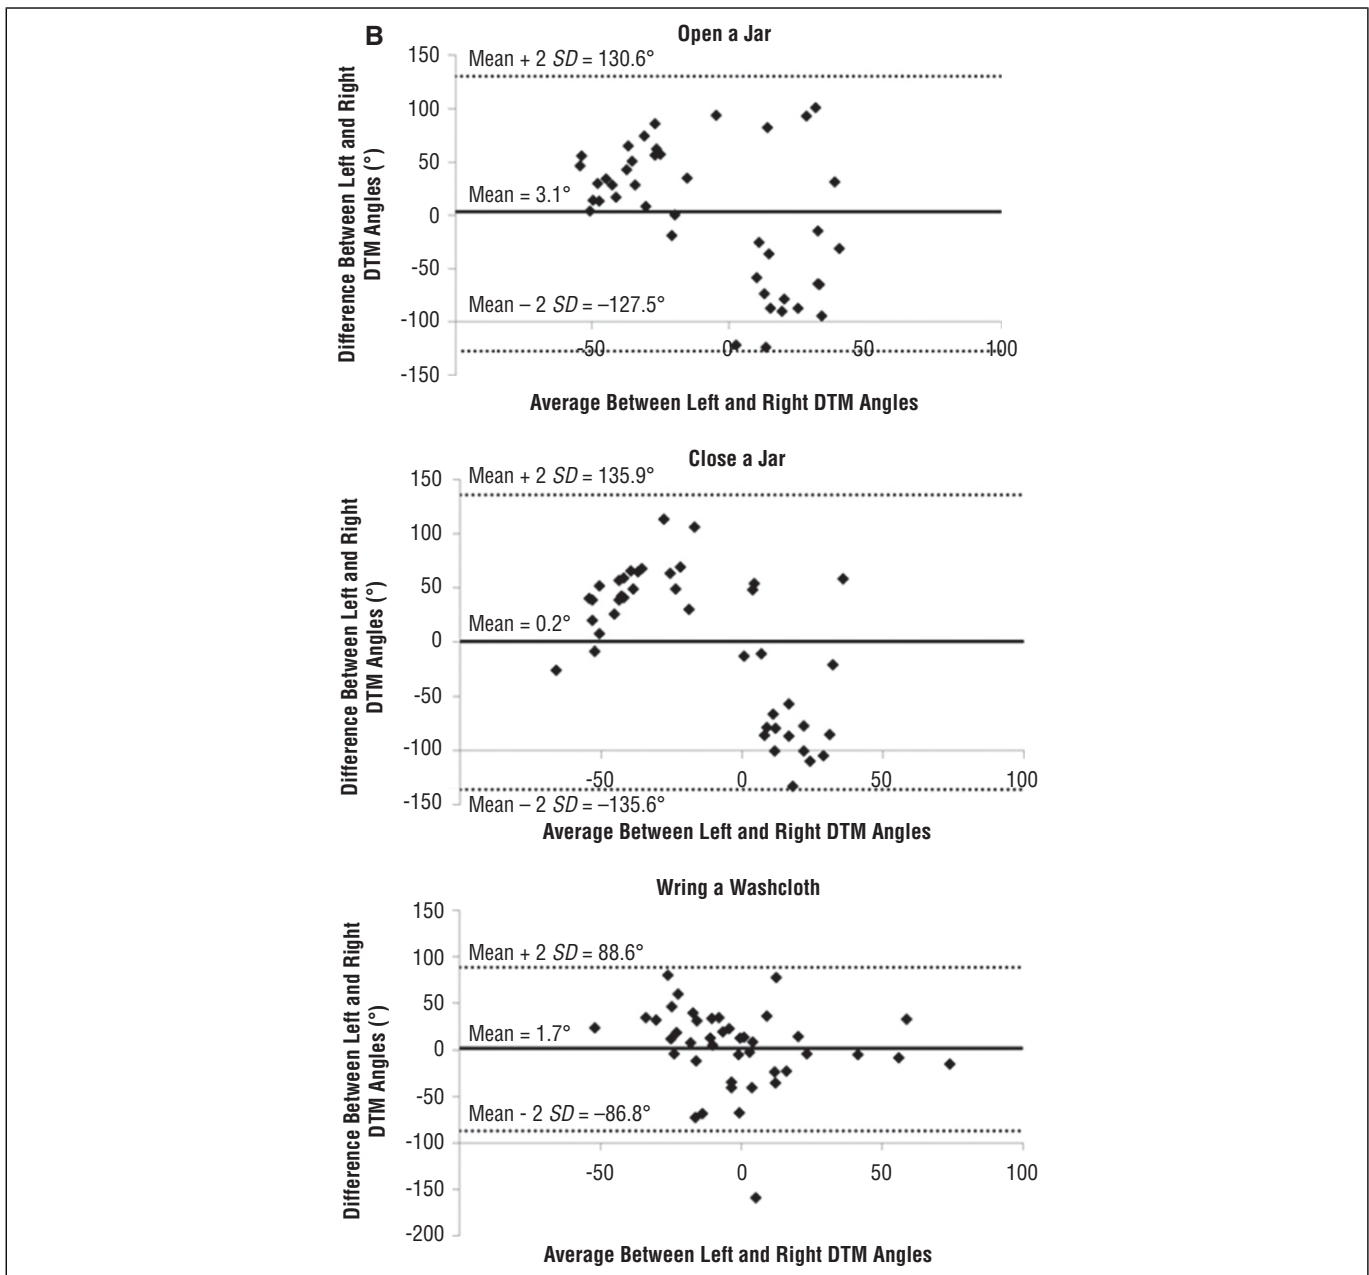 B
Open a Jar
Difference Between Left and Right
DTM Angles (°)
150
100
50
0
-50
-100
-150
Mean + 2 SD = 130.6°
Mean = 3.1°
Mean – 2 SD = –127.5°
-50
0
50
100
Average Between Left and Right DTM Angles
Close a Jar
Difference Between Left and Right
DTM Angles (°)
150
100
50
0
-50
-100
-150
Mean + 2 SD = 135.9°
Mean = 0.2°
-50
0
50
100
Mean – 2 SD = –135.6°
Average Between Left and Right DTM Angles
Wring a Washcloth
Difference Between Left and Right
DTM Angles (°)
150
100
50
0
-50
-100
-150
-200
Mean + 2 SD = 88.6°
Mean = 1.7°
Mean - 2 SD = –86.8°
-50
0
50
100
Average Between Left and Right DTM Angles